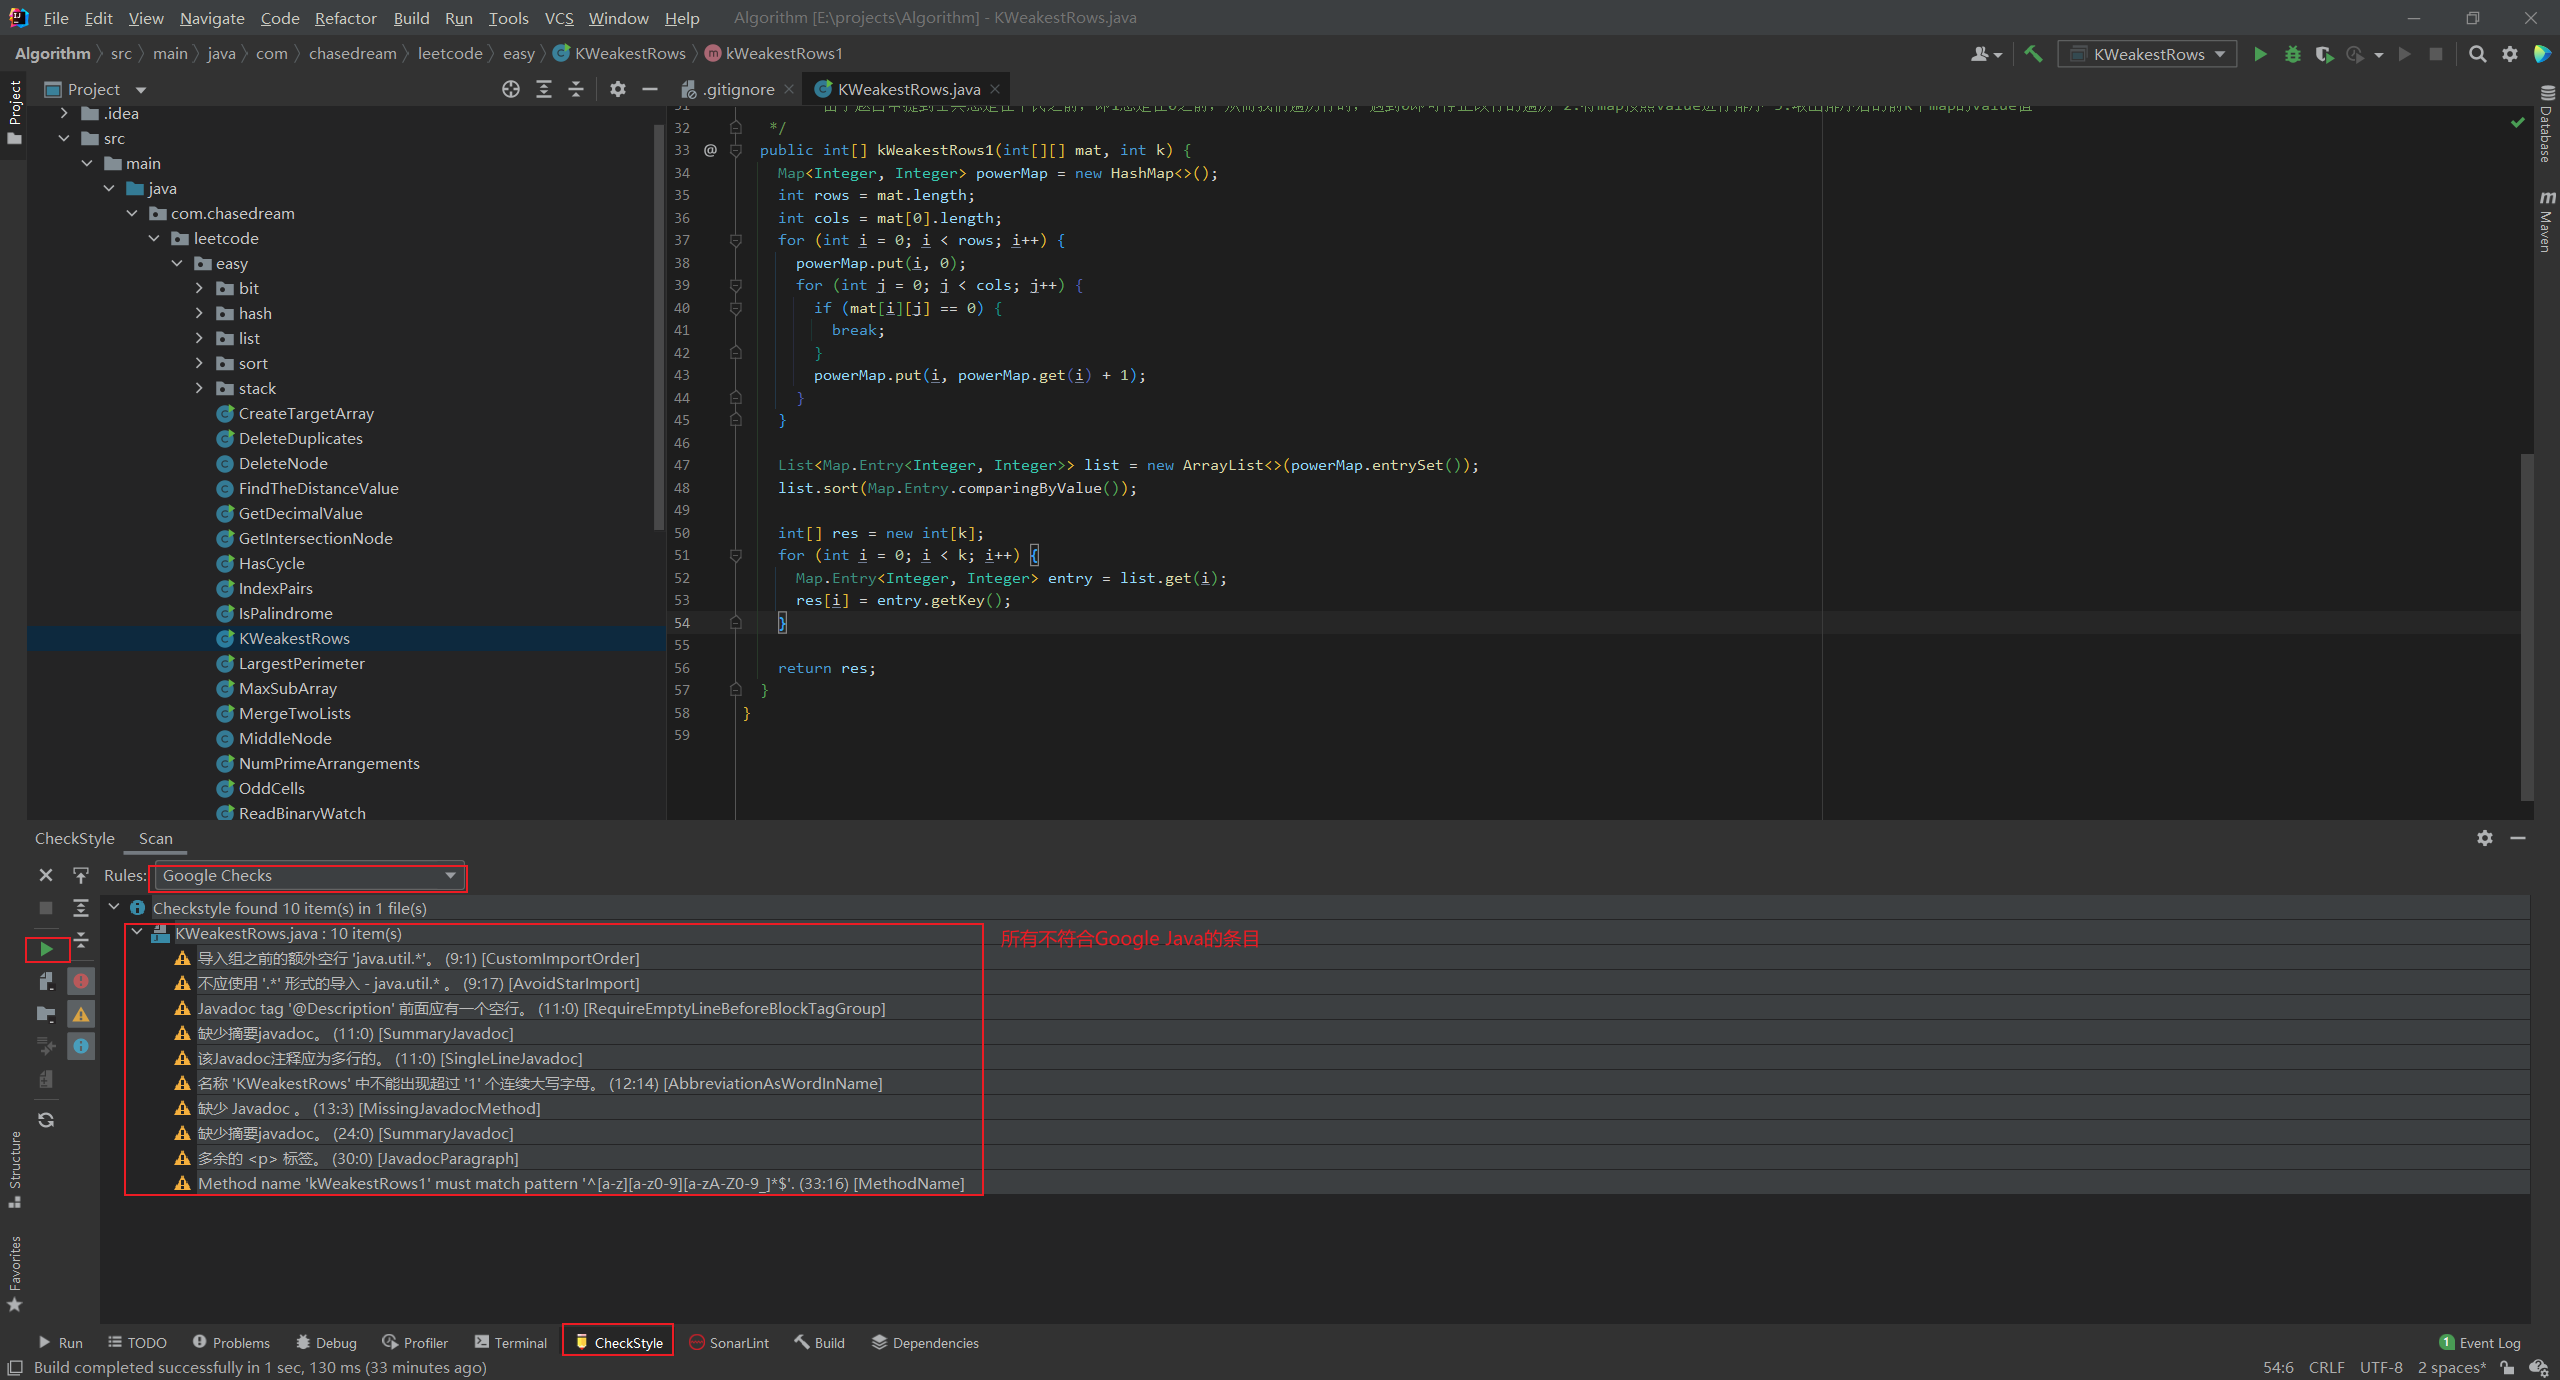 File Edit View Navigate Code Refactor Build Run Tools VCS Window Help Algorithm [E:\projects\Algorithm] - KWeakestRows.java
Algorithm src main java com chasedream leetcode easy KWeakestRows kWeakestRows1 KWeakestRows
Project
Project
.gitignore
KWeakestRows.java
.idea
src
main
java
com.chasedream
leetcode
easy
bit
hash
list
sort
stack
CreateTargetArray
DeleteDuplicates
DeleteNode
FindTheDistanceValue
GetDecimalValue
GetIntersectionNode
HasCycle
IndexPairs
IsPalindrome
KWeakestRows
LargestPerimeter
MaxSubArray
MergeTwoLists
MiddleNode
NumPrimeArrangements
OddCells
ReadBinaryWatch
32 */
33 @ public int[] kWeakestRows1(int[][] mat, int k) {
34 Map<Integer, Integer> powerMap = new HashMap<>();
35 int rows = mat.length;
36 int cols = mat[0].length;
37 for (int i = 0; i < rows; i++) {
38 powerMap.put(i, 0);
39 for (int j = 0; j < cols; j++) {
40 if (mat[i][j] == 0) {
41 break;
42 }
43 powerMap.put(i, powerMap.get(i) + 1);
44 }
45 }
46
47 List<Map.Entry<Integer, Integer>> list = new ArrayList<>(powerMap.entrySet());
48 list.sort(Map.Entry.comparingByValue());
49
50 int[] res = new int[k];
51 for (int i = 0; i < k; i++) {
52 Map.Entry<Integer, Integer> entry = list.get(i);
53 res[i] = entry.getKey();
54 }
55
56 return res;
57 }
58 }
59
Database
Maven
CheckStyle Scan
Rules: Google Checks
Checkstyle found 10 item(s) in 1 file(s)
KWeakestRows.java : 10 item(s)
所有不符合Google Java的条目
导入组之前的额外空行 'java.util.*'。 (9:1) [CustomImportOrder]
不应使用 '.*' 形式的导入 - java.util.* 。 (9:17) [AvoidStarImport]
Javadoc tag '@Description' 前面应有一个空行。 (11:0) [RequireEmptyLineBeforeBlockTagGroup]
缺少摘要javadoc。 (11:0) [SummaryJavadoc]
该Javadoc注释应为多行的。 (11:0) [SingleLineJavadoc]
名称 'KWeakestRows' 中不能出现超过 '1' 个连续大写字母。 (12:14) [AbbreviationAsWordInName]
缺少 Javadoc 。 (13:3) [MissingJavadocMethod]
缺少摘要javadoc。 (24:0) [SummaryJavadoc]
多余的 <p> 标签。 (30:0) [JavadocParagraph]
Method name 'kWeakestRows1' must match pattern '^[a-z][a-z0-9][a-zA-Z0-9_]*$'. (33:16) [MethodName]
Structure
Favorites
Run TODO Problems Debug Profiler Terminal CheckStyle SonarLint Build Dependencies 1 Event Log
Build completed successfully in 1 sec, 130 ms (33 minutes ago) 54:6 CRLF UTF-8 2 spaces*